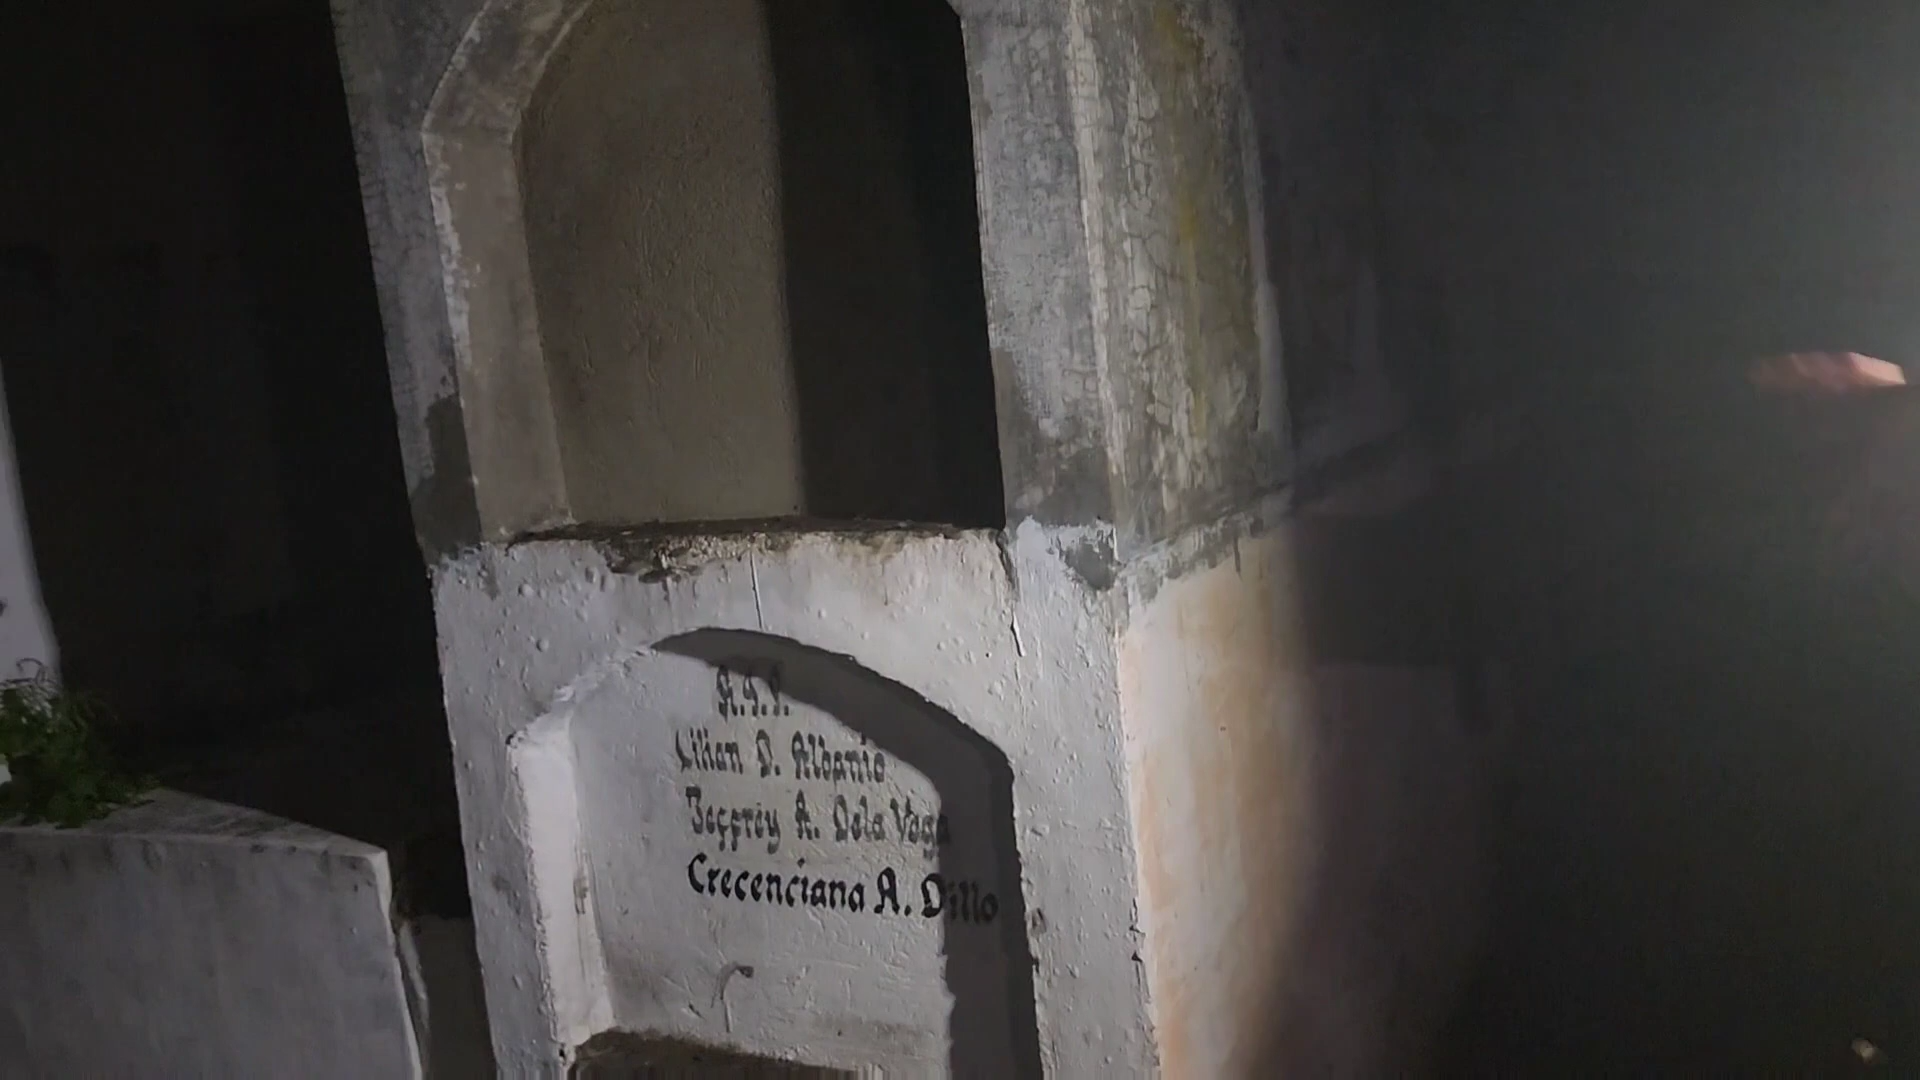 R.I.P.
Lilian D. Albanio
Jeffrey A. Dela Vega
Crecenciana A. Dillo